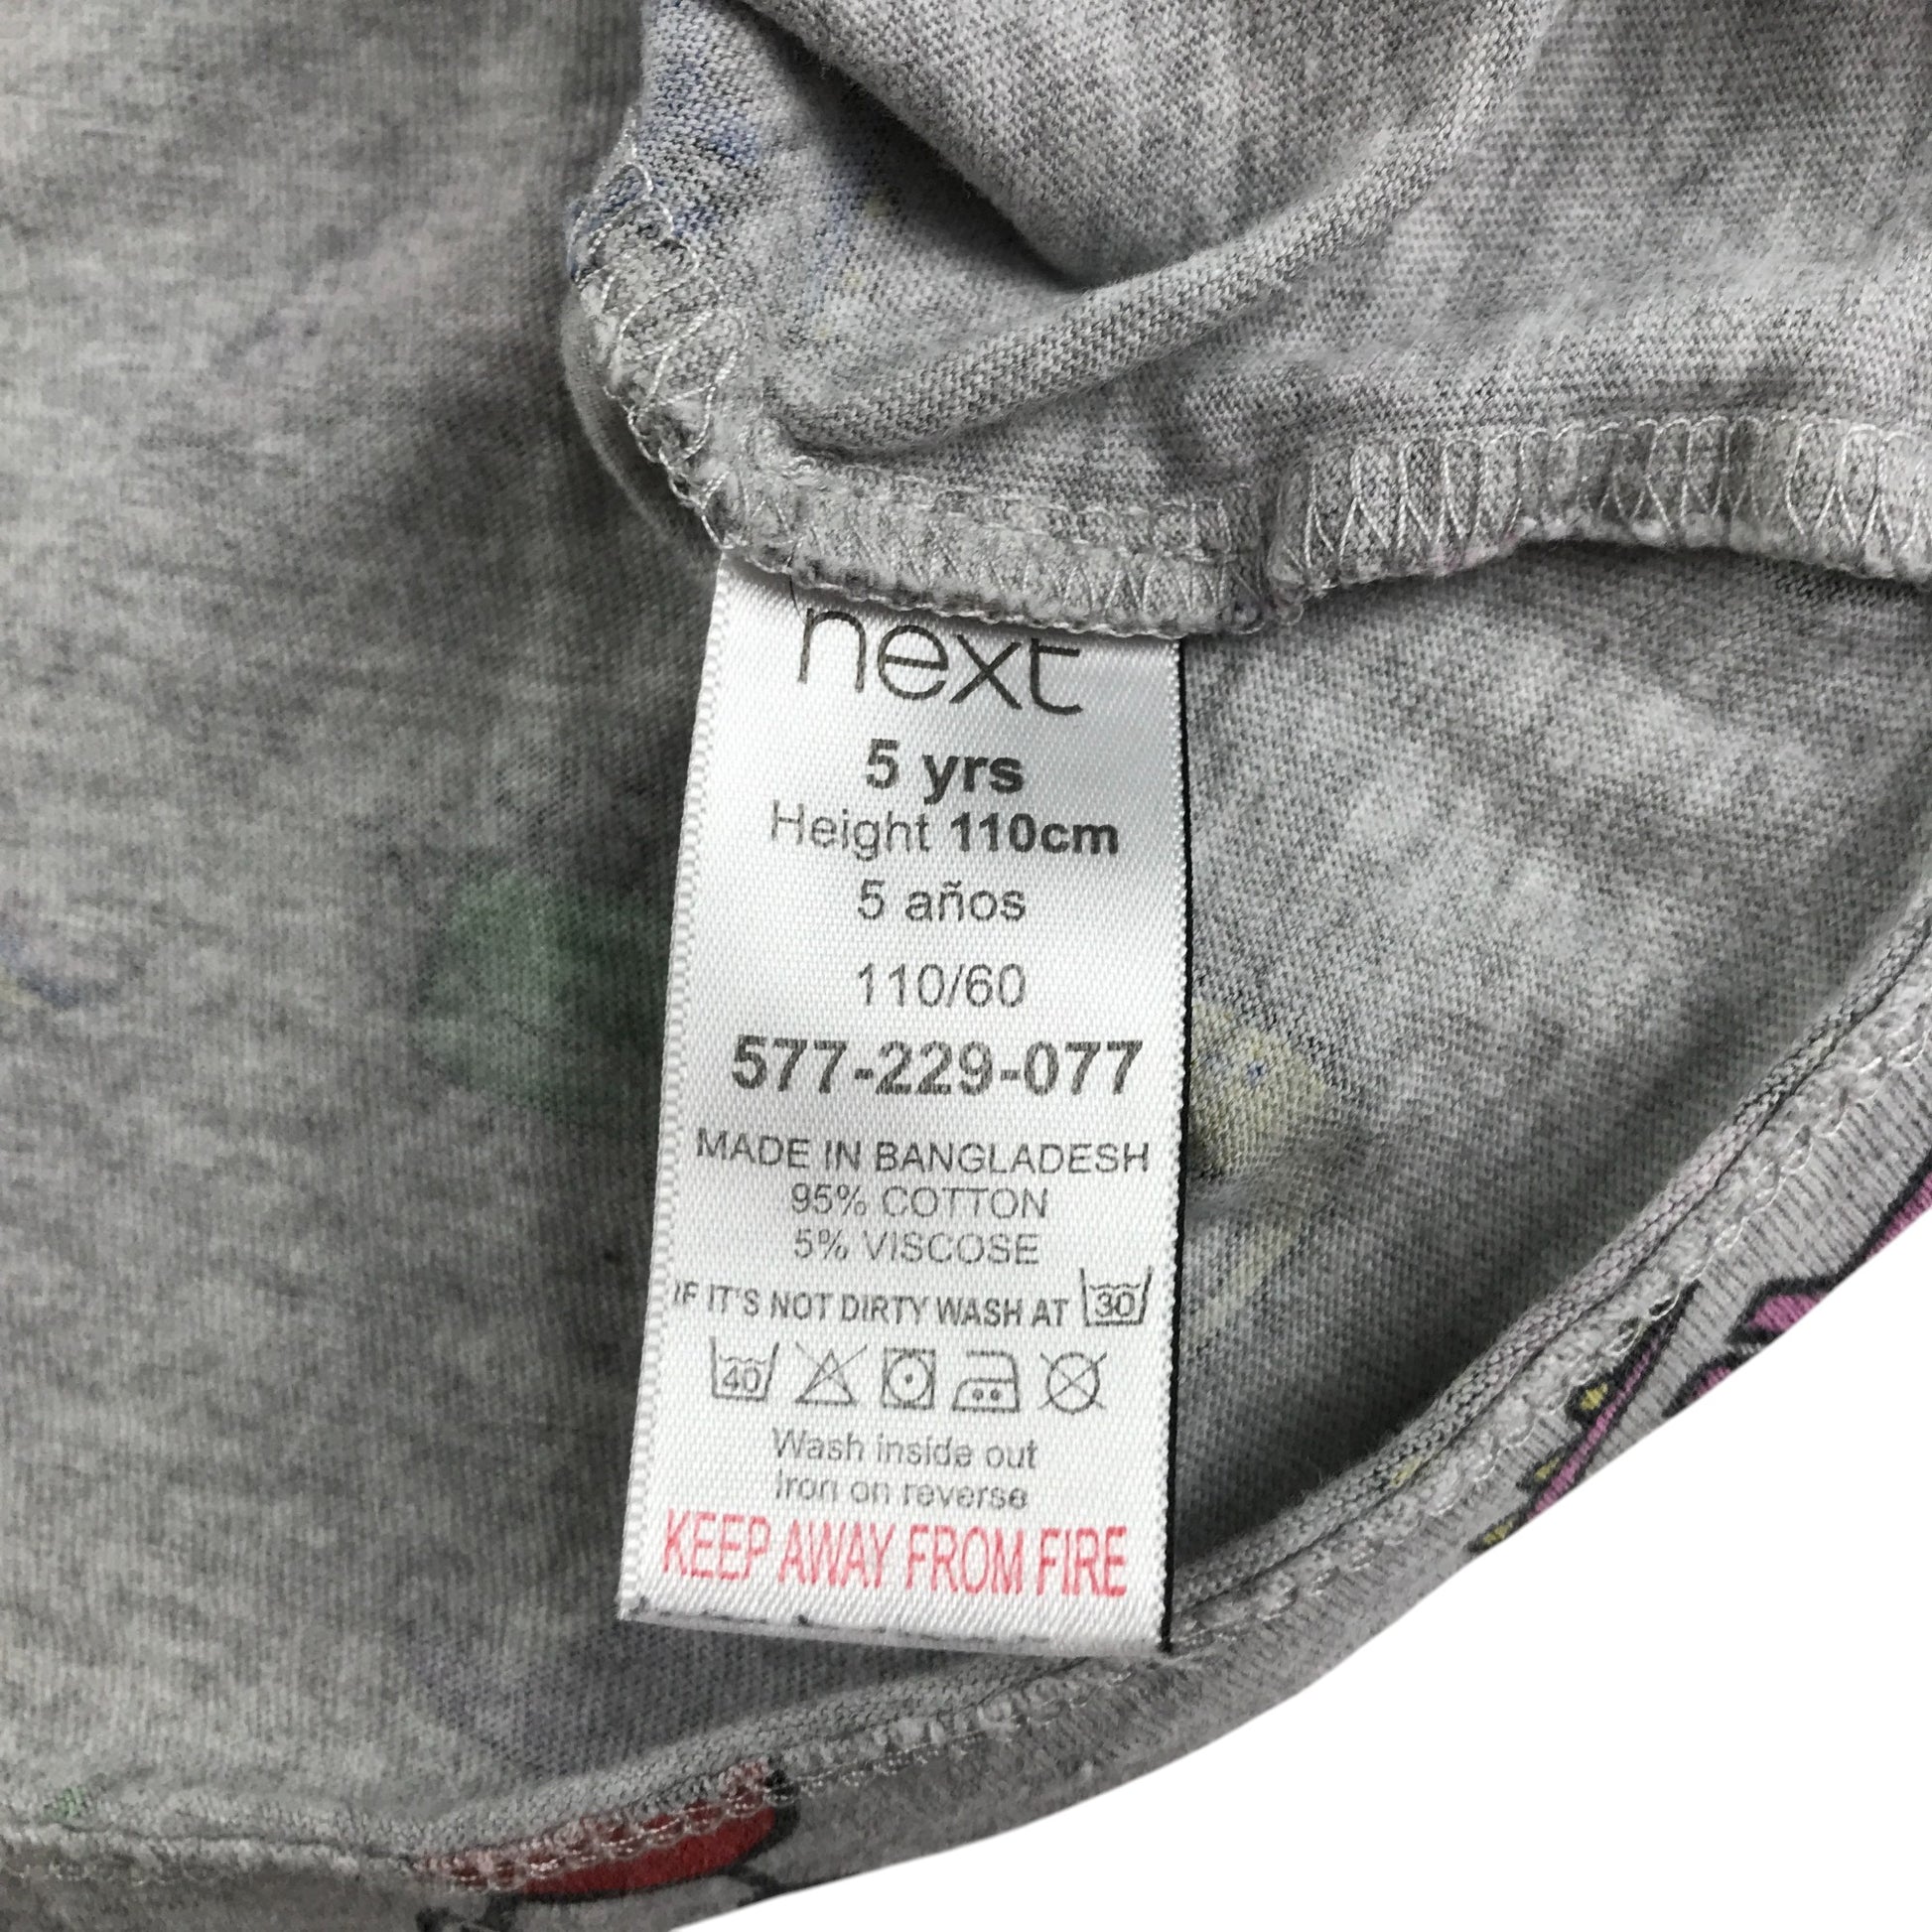 next
5 yrs
Height 110cm
5 años
110/60
577-229-077
MADE IN BANGLADESH
95% COTTON
5% VISCOSE
IF IT'S NOT DIRTY WASH AT 30
40
Wash inside out
Iron on reverse
KEEP AWAY FROM FIRE